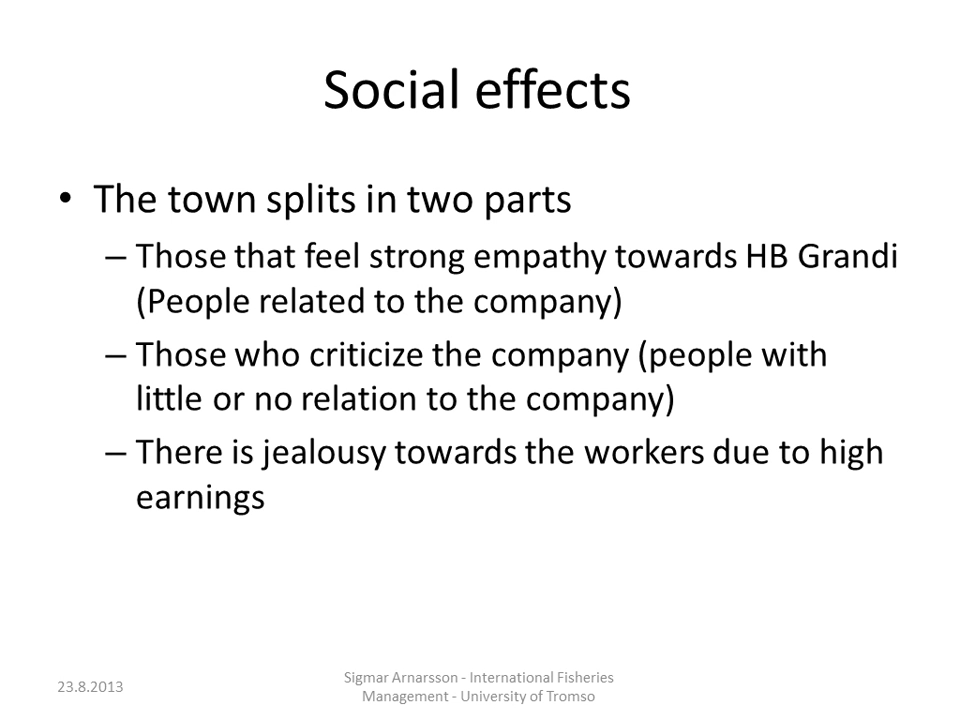 Social effects
• The town splits in two parts
– Those that feel strong empathy towards HB Grandi
(People related to the company)
– Those who criticize the company (people with
little or no relation to the company)
– There is jealousy towards the workers due to high
earnings
23.8.2013
Sigmar Arnarsson - International Fisheries
Management - University of Tromso